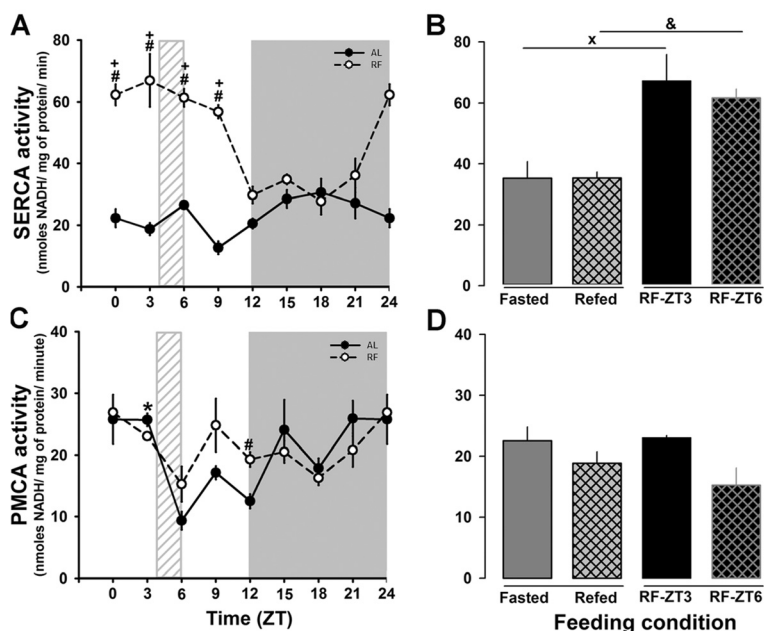 A
SERCA activity
(nmoles NADH/ mg of protein/ min)
80
60
40
20
0
+
#
+
#
+
#
+
#
AL
RF
0 3 6 9 12 15 18 21 24
B
80
60
40
20
0
&
x
Fasted Refed RF-ZT3 RF-ZT6
C
PMCA activity
(nmoles NADH/ mg of protein/ minute)
40
30
20
10
0
*
#
AL
RF
0 3 6 9 12 15 18 21 24
Time (ZT)
D
40
30
20
10
0
Fasted Refed RF-ZT3 RF-ZT6
Feeding condition